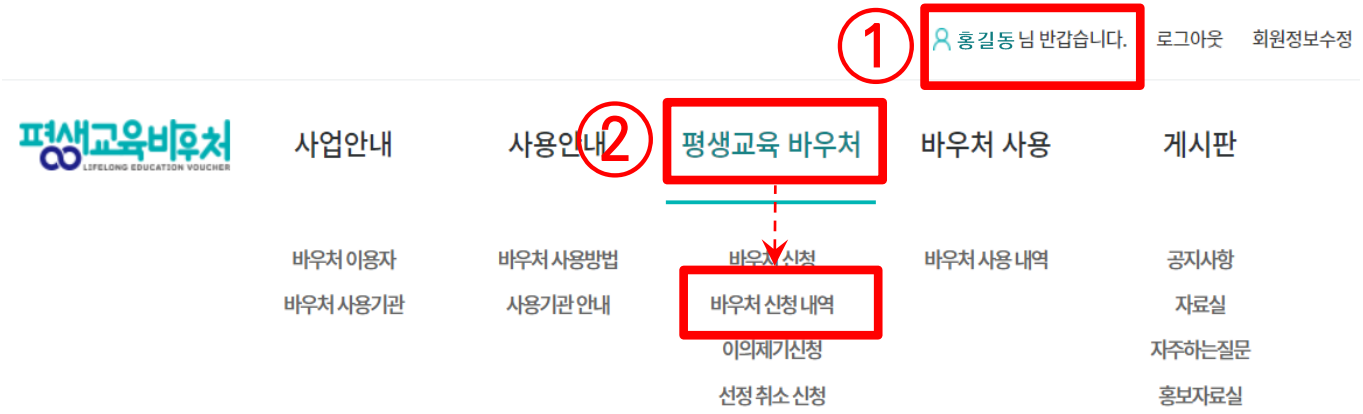 ① 홍길동 님 반갑습니다. 로그아웃 회원정보수정
평생교육바우처
LIFELONG EDUCATION VOUCHER
사업안내 사용안내 ② 평생교육 바우처 바우처 사용 게시판
바우처 이용자 바우처 사용방법 바우처 신청 바우처 사용 내역 공지사항
바우처 사용기관 사용기관 안내 바우처 신청 내역 자료실
이의제기신청 자주하는질문
선정 취소 신청 홍보자료실